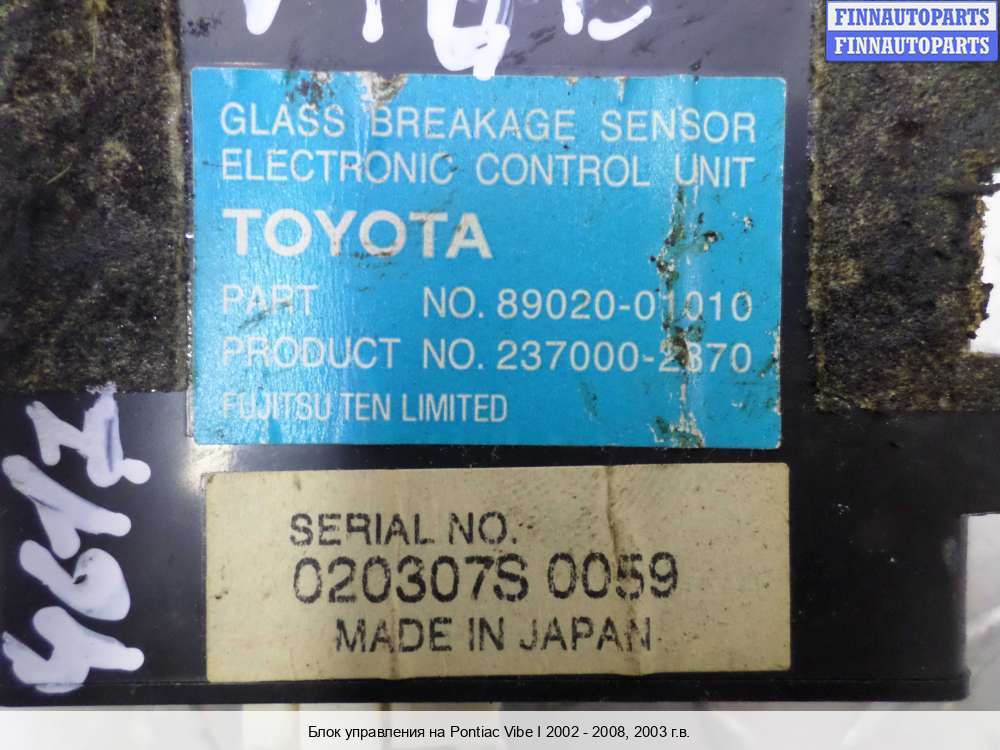 FINNAUTOPARTS
FINNAUTOPARTS
GLASS BREAKAGE SENSOR
ELECTRONIC CONTROL UNIT
TOYOTA
PART NO. 89020-01010
PRODUCT NO. 237000-2870
FUJITSU TEN LIMITED
SERIAL NO.
020307S 0059
MADE IN JAPAN
Блок управления на Pontiac Vibe I 2002 - 2008, 2003 г.в.